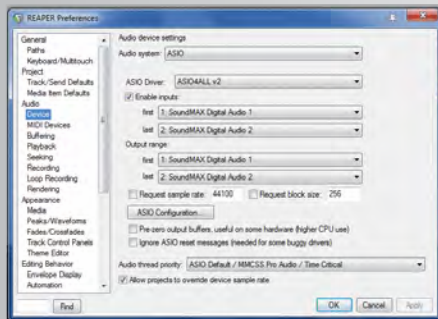 REAPER Preferences
General
Paths
Keyboard/Multitouch
Project
Track/Send Defaults
Media Item Defaults
Audio
Device
MIDI Devices
Buffering
Playback
Seeking
Recording
Loop Recording
Rendering
Appearance
Media
Peaks/Waveforms
Fades/Crossfades
Track Control Panels
Theme Editor
Editing Behavior
Envelope Display
Automation
Find
Audio device settings
Audio system: ASIO
ASIO Driver: ASIO4ALL v2
Enable inputs:
first 1: SoundMAX Digital Audio 1
last 2: SoundMAX Digital Audio 2
Output range:
first 1: SoundMAX Digital Audio 1
last 2: SoundMAX Digital Audio 2
Request sample rate: 44100 Request block size: 256
ASIO Configuration...
Pre-zero output buffers, useful on some hardware (higher CPU use)
Ignore ASIO reset messages (needed for some buggy drivers)
Audio thread priority: ASIO Default / MMCSS Pro Audio / Time Critical
Allow projects to override device sample rate
OK Cancel Apply